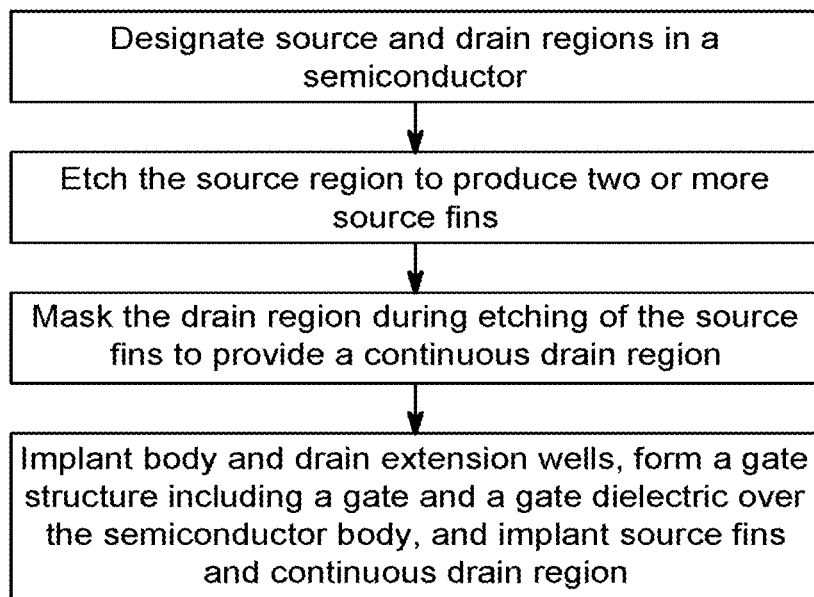 Designate source and drain regions in a
semiconductor
Etch the source region to produce two or more
source fins
Mask the drain region during etching of the source
fins to provide a continuous drain region
Implant body and drain extension wells, form a gate
structure including a gate and a gate dielectric over
the semiconductor body, and implant source fins
and continuous drain region